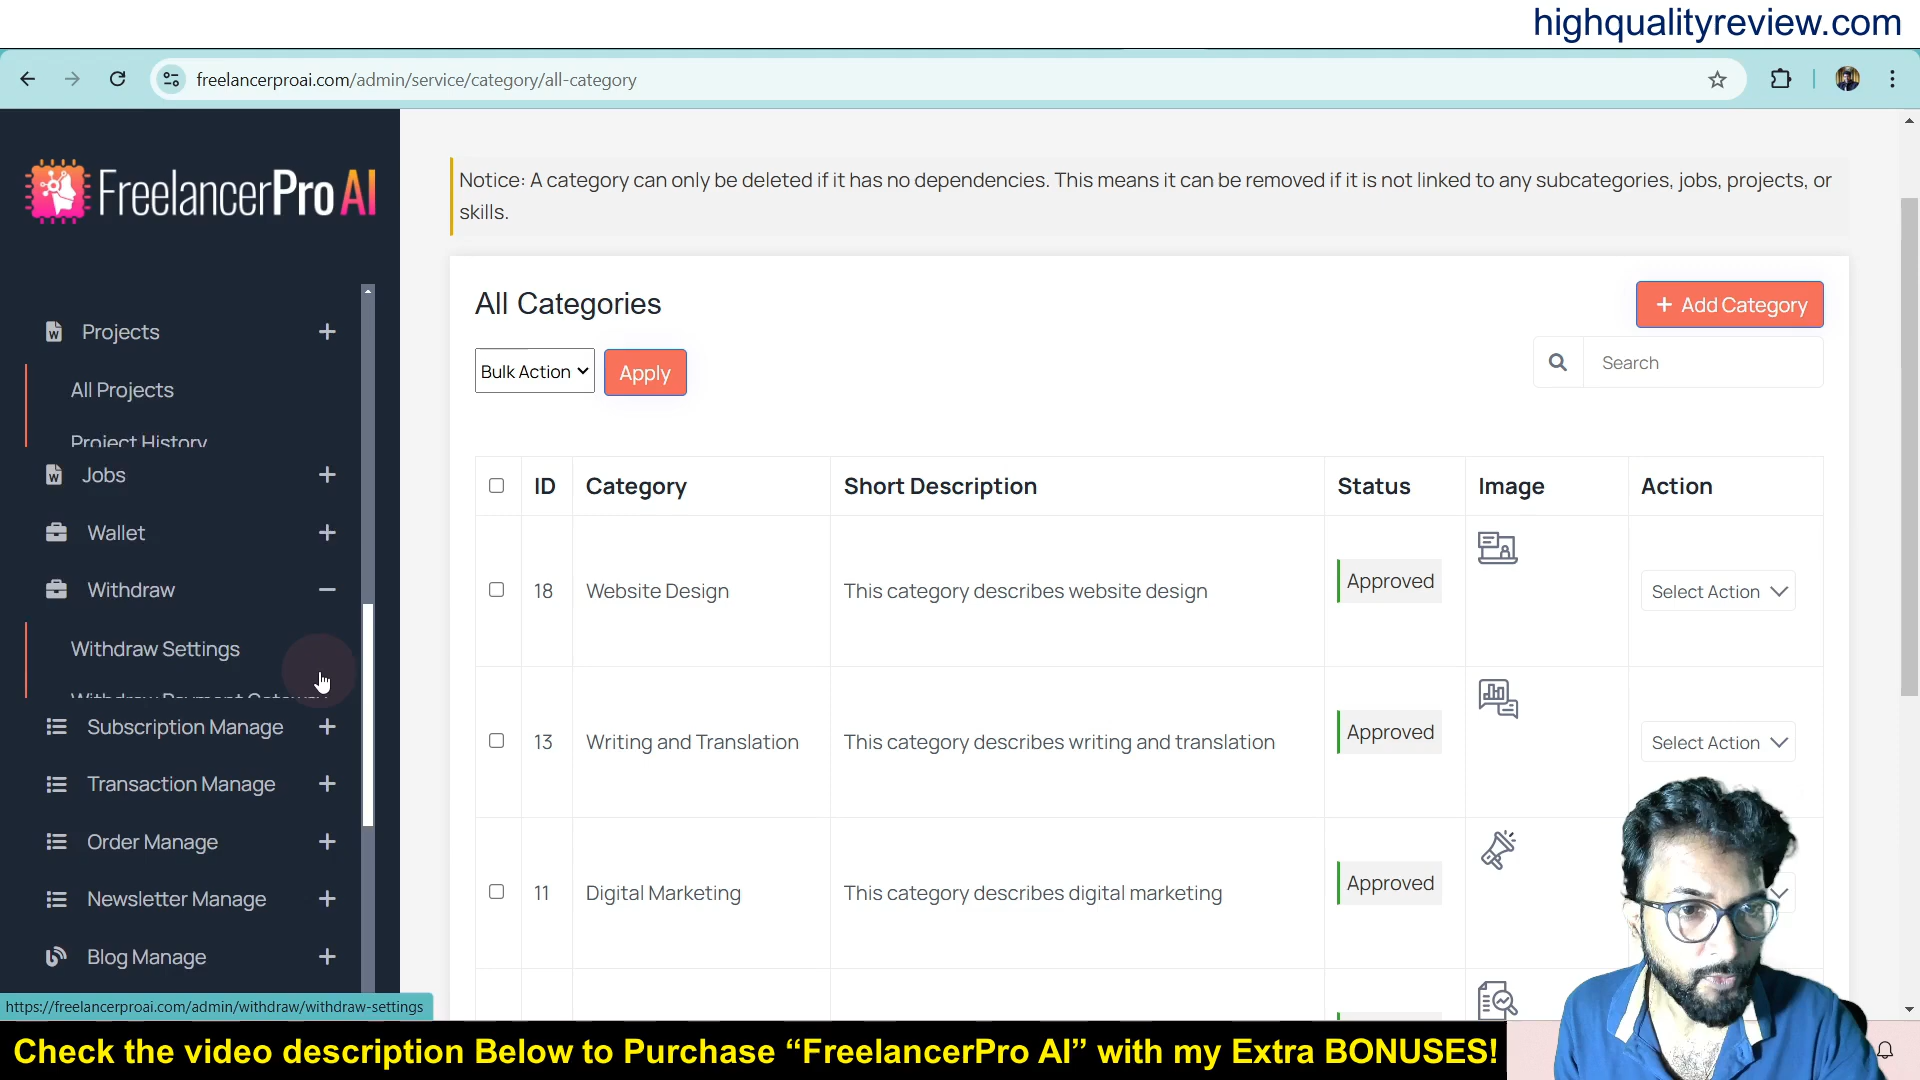 highqualityreview.com
freelancerproai.com/admin/service/category/all-category
FreelancerPro AI
Projects
All Projects
Project History
Jobs
Wallet
Withdraw
Withdraw Settings
Withdraw Payment Gateway
Subscription Manage
Transaction Manage
Order Manage
Newsletter Manage
Blog Manage
https://freelancerproai.com/admin/withdraw/withdraw-settings
Notice: A category can only be deleted if it has no dependencies. This means it can be removed if it is not linked to any subcategories, jobs, projects, or
skills.
All Categories
+ Add Category
Bulk Action
Apply
Search
ID Category Short Description Status Image Action
18 Website Design This category describes website design Approved Select Action
13 Writing and Translation This category describes writing and translation Approved Select Action
11 Digital Marketing This category describes digital marketing Approved
Check the video description Below to Purchase “FreelancerPro AI” with my Extra BONUSES!